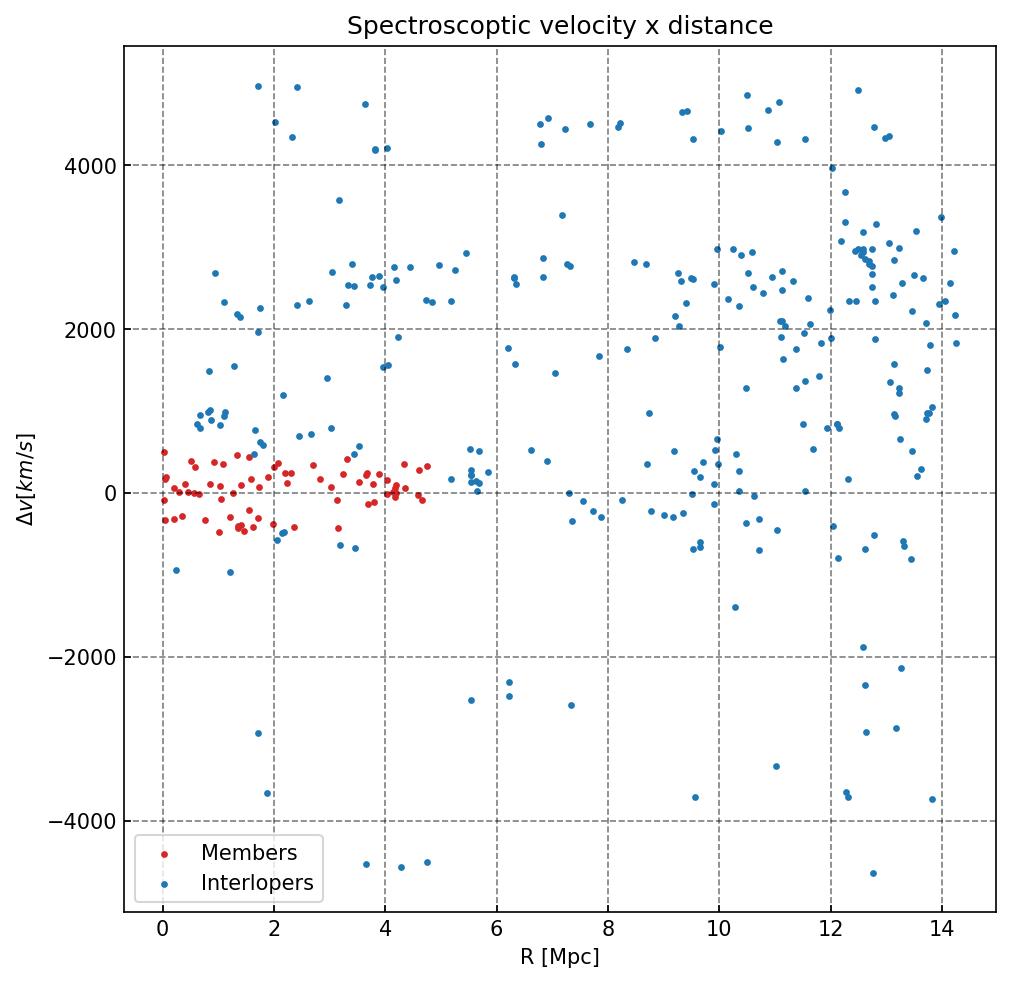 Spectroscoptic velocity x distance
Δv[km/s]
4000
2000
0
−2000
−4000
Members
Interlopers
0 2 4 6 8 10 12 14
R [Mpc]